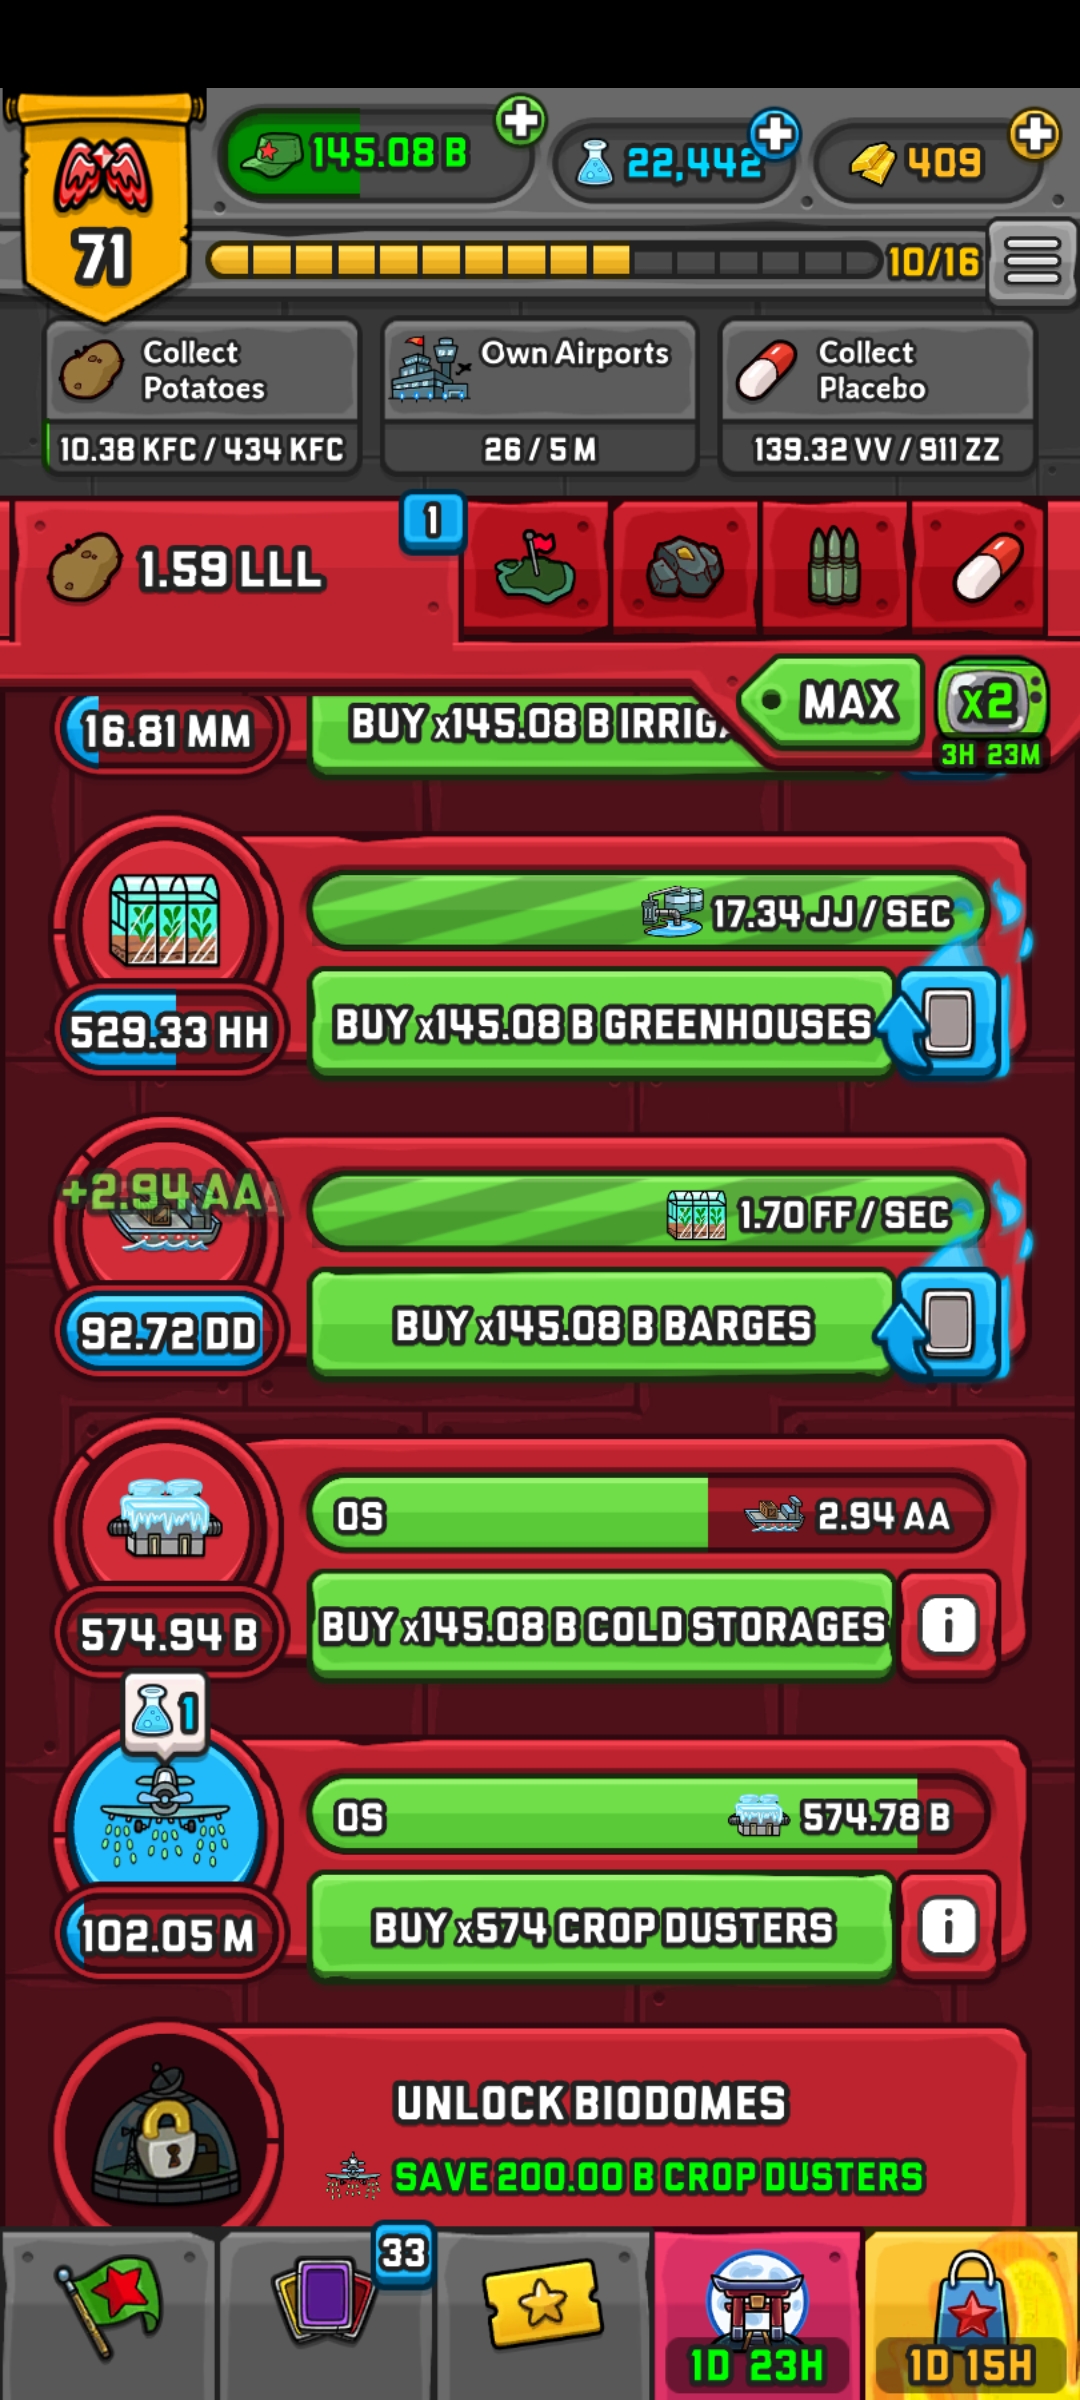 145.08 B
22,442
409
71
10/16
Collect
Potatoes
10.38 KFC / 434 KFC
Own Airports
26 / 5 M
Collect
Placebo
139.32 VV / 911 ZZ
1
1.59 LLL
MAX
x2
3H 23M
16.81 MM
BUY x145.08 B IRRIGA
17.34 JJ / SEC
529.33 HH
BUY x145.08 B GREENHOUSES
+2.94 AA
1.70 FF / SEC
92.72 DD
BUY x145.08 B BARGES
0S
2.94 AA
574.94 B
BUY x145.08 B COLD STORAGES
i
1
0S
574.78 B
102.05 M
BUY x574 CROP DUSTERS
i
UNLOCK BIODOMES
SAVE 200.00 B CROP DUSTERS
33
1D 23H
1D 15H